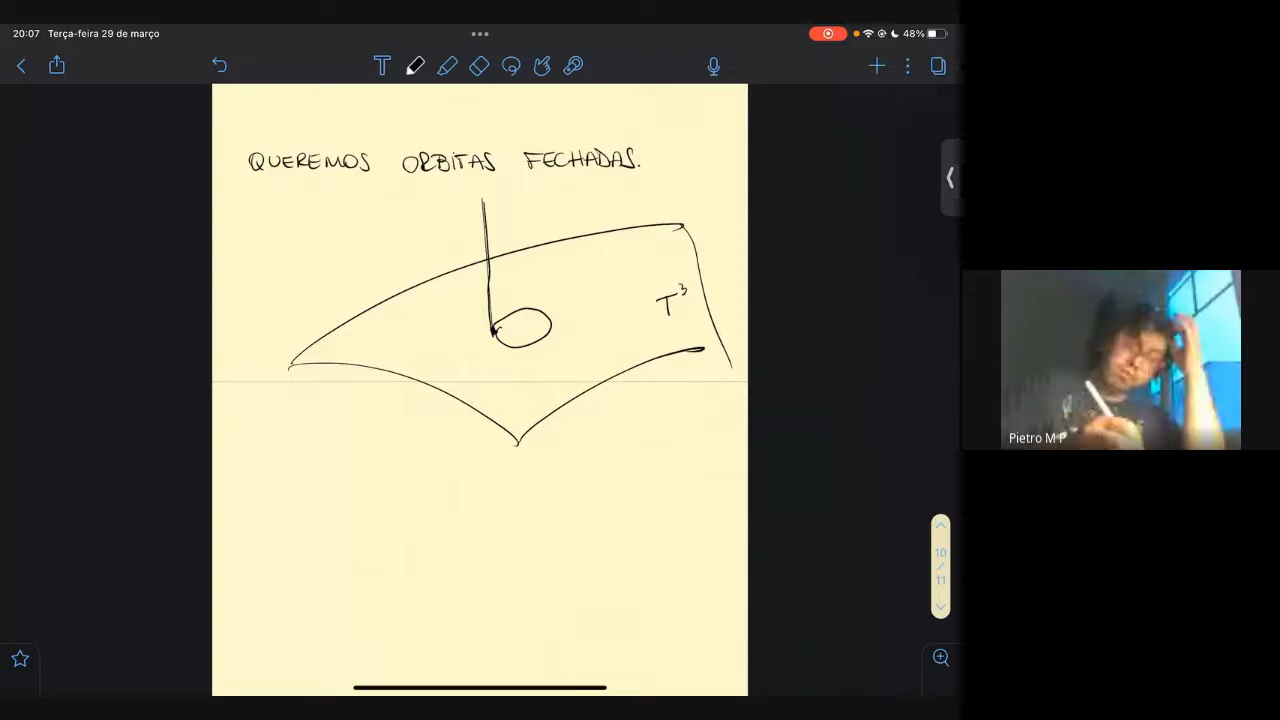 20:07 Terça-feira 29 de março
48%
T
QUEREMOS ORBITAS FECHADAS.
T³
Pietro M P
10
/
11